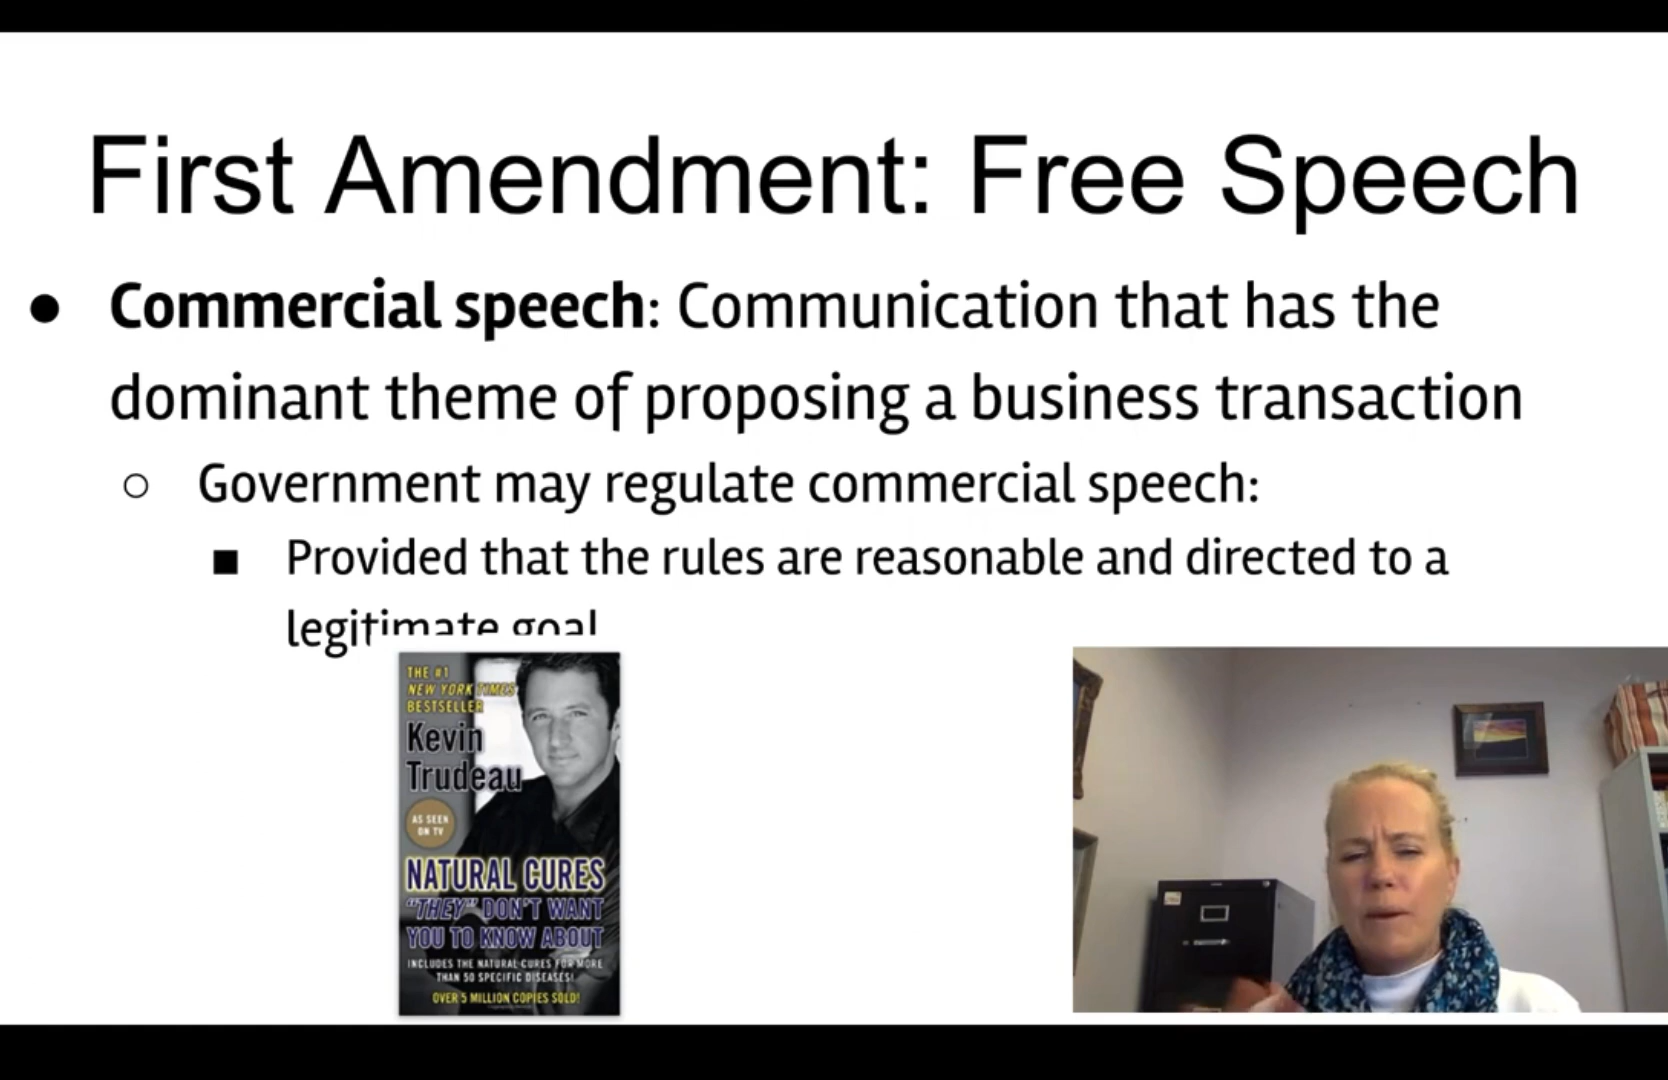 First Amendment: Free Speech
● Commercial speech: Communication that has the
dominant theme of proposing a business transaction
○ Government may regulate commercial speech:
■ Provided that the rules are reasonable and directed to a
legitimate goal
THE #1
NEW YORK TIMES
BESTSELLER
Kevin
Trudeau
AS SEEN
ON TV
NATURAL CURES
"THEY" DON'T WANT
YOU TO KNOW ABOUT
INCLUDES THE NATURAL CURES FOR MORE
THAN 50 SPECIFIC DISEASES!
OVER 5 MILLION COPIES SOLD!